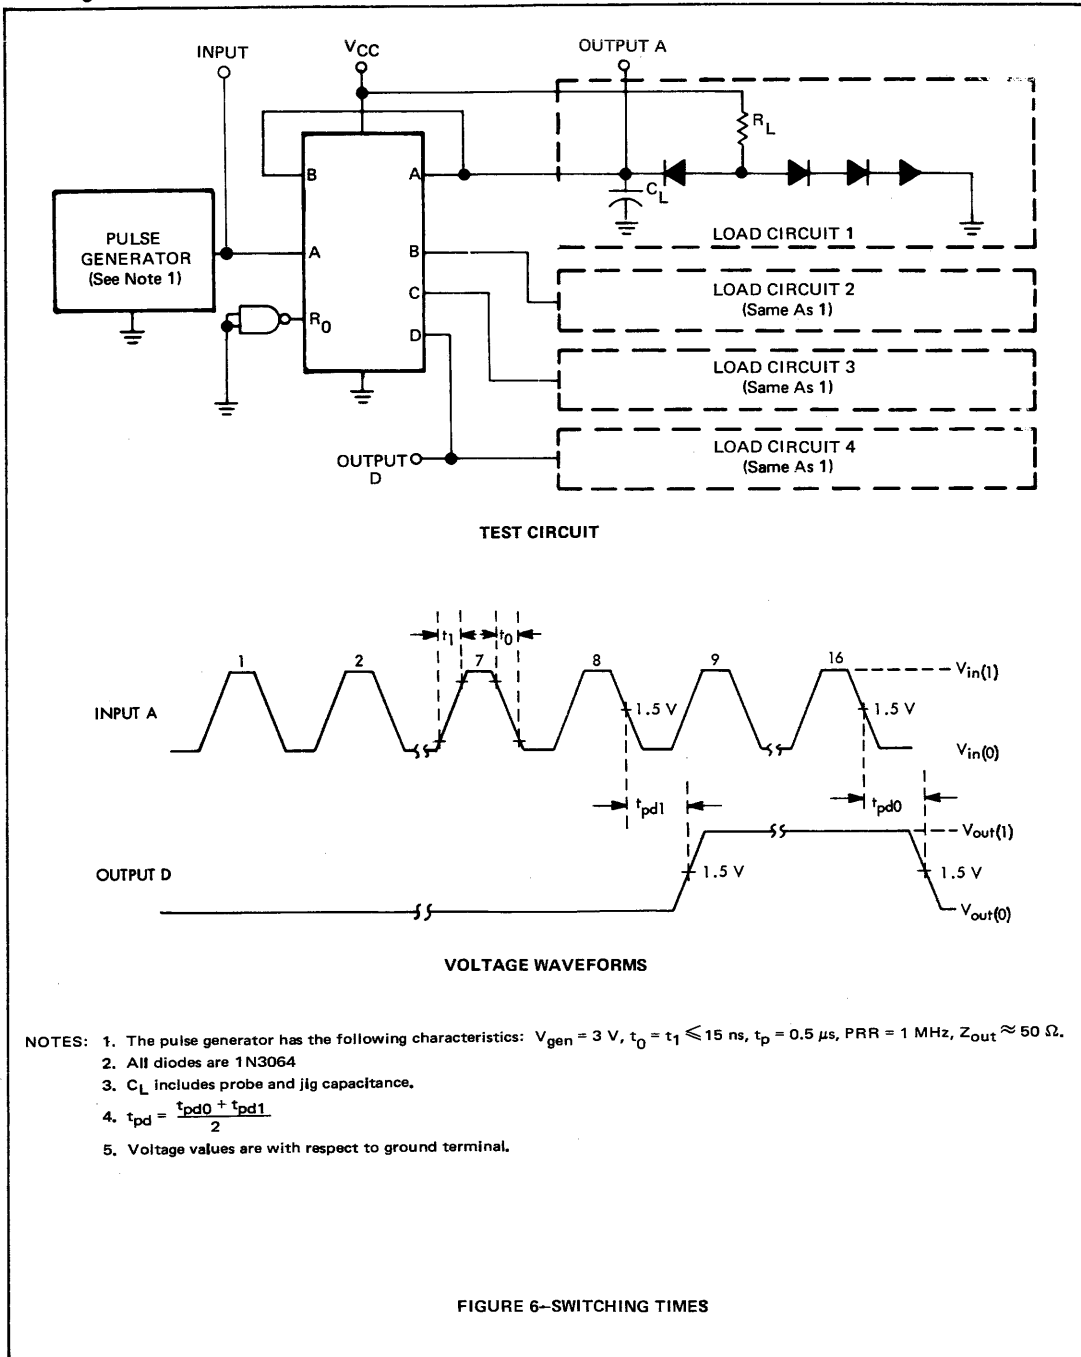 INPUT
VCC
OUTPUT A
RL
B
A
CL
LOAD CIRCUIT 1
PULSE
GENERATOR
(See Note 1)
A
B
LOAD CIRCUIT 2
(Same As 1)
C
R0
D
LOAD CIRCUIT 3
(Same As 1)
LOAD CIRCUIT 4
(Same As 1)
OUTPUT
D
TEST CIRCUIT
t1
t0
1
2
7
8
9
16
Vin(1)
INPUT A
1.5 V
1.5 V
Vin(0)
tpd1
tpd0
Vout(1)
OUTPUT D
1.5 V
1.5 V
Vout(0)
VOLTAGE WAVEFORMS
NOTES: 1. The pulse generator has the following characteristics: Vgen = 3 V, t0 = t1 ⩽ 15 ns, tp = 0.5 μs, PRR = 1 MHz, Zout ≈ 50 Ω.
2. All diodes are 1N3064
3. CL includes probe and jig capacitance.
4. tpd = tpd0 + tpd1 / 2
5. Voltage values are with respect to ground terminal.
FIGURE 6–SWITCHING TIMES